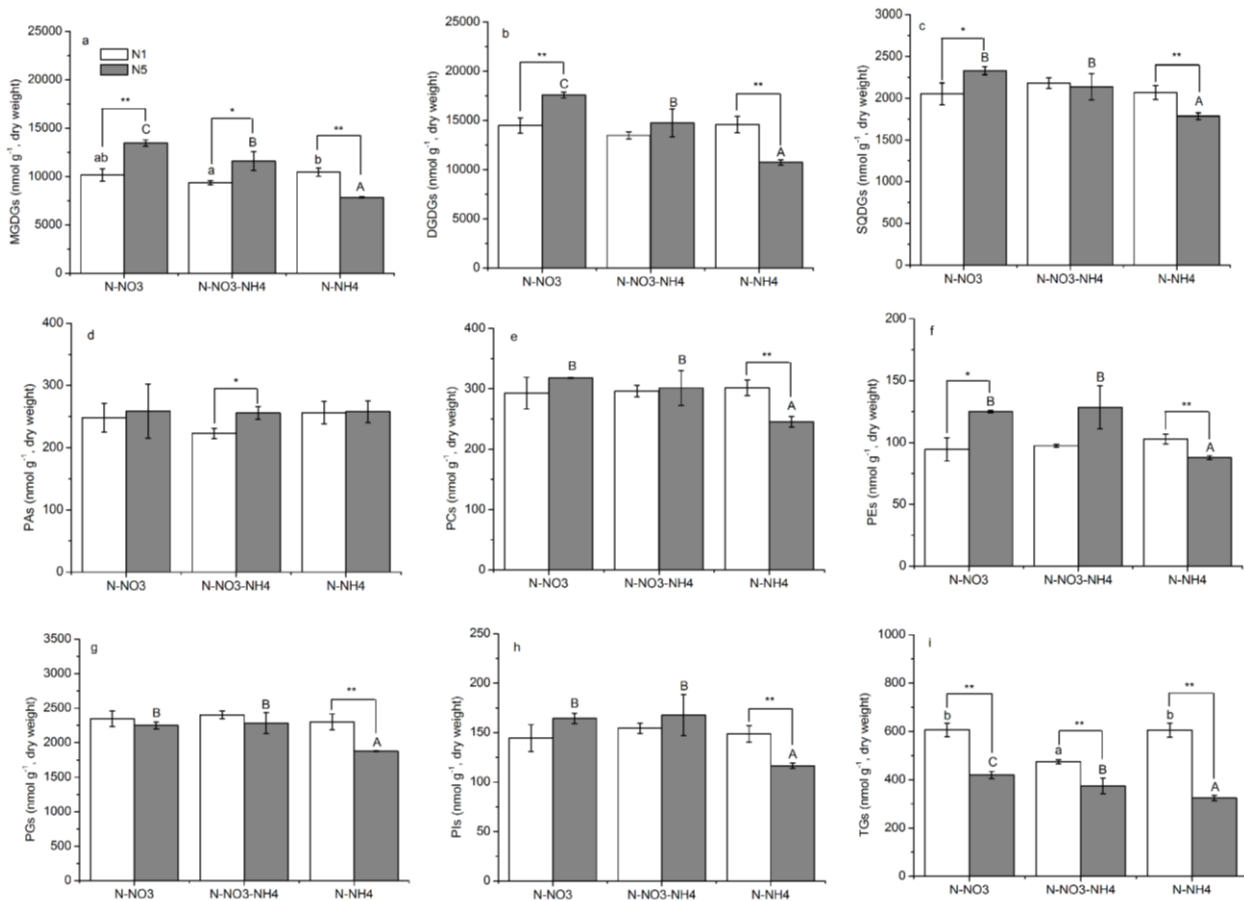 a
N1
N5
25000
20000
15000
10000
5000
0
MGDGs (nmol g-1, dry weight)
**
*
**
ab
C
a
B
b
A
N-NO3 N-NO3-NH4 N-NH4
b
25000
20000
15000
10000
5000
0
DGDGs (nmol g-1, dry weight)
**
**
C
B
A
N-NO3 N-NO3-NH4 N-NH4
c
3000
2500
2000
1500
1000
500
0
SQDGs (nmol g-1, dry weight)
*
**
B
B
A
N-NO3 N-NO3-NH4 N-NH4
d
400
300
200
100
0
PAs (nmol g-1, dry weight)
*
N-NO3 N-NO3-NH4 N-NH4
e
400
300
200
100
0
PCs (nmol g-1, dry weight)
**
B
B
A
N-NO3 N-NO3-NH4 N-NH4
f
200
150
100
50
0
PEs (nmol g-1, dry weight)
*
**
B
B
A
N-NO3 N-NO3-NH4 N-NH4
g
3500
3000
2500
2000
1500
1000
500
0
PGs (nmol g-1, dry weight)
**
B
B
A
N-NO3 N-NO3-NH4 N-NH4
h
250
200
150
100
50
0
PIs (nmol g-1, dry weight)
**
B
B
A
N-NO3 N-NO3-NH4 N-NH4
i
1000
800
600
400
200
0
TGs (nmol g-1, dry weight)
**
**
**
b
C
a
B
b
A
N-NO3 N-NO3-NH4 N-NH4